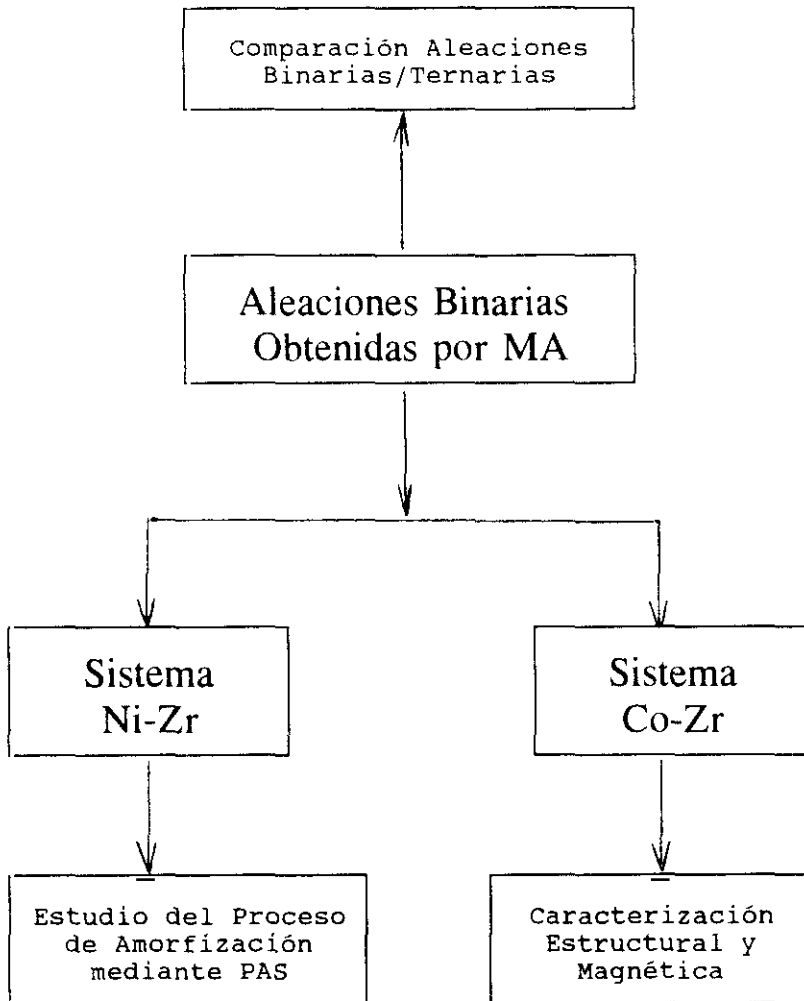 Comparación Aleaciones
Binarias/Ternarias
Aleaciones Binarias
Obtenidas por MA
Sistema
Ni-Zr
Sistema
Co-Zr
Estudio del Proceso
de Amorfización
mediante PAS
Caracterización
Estructural y
Magnética